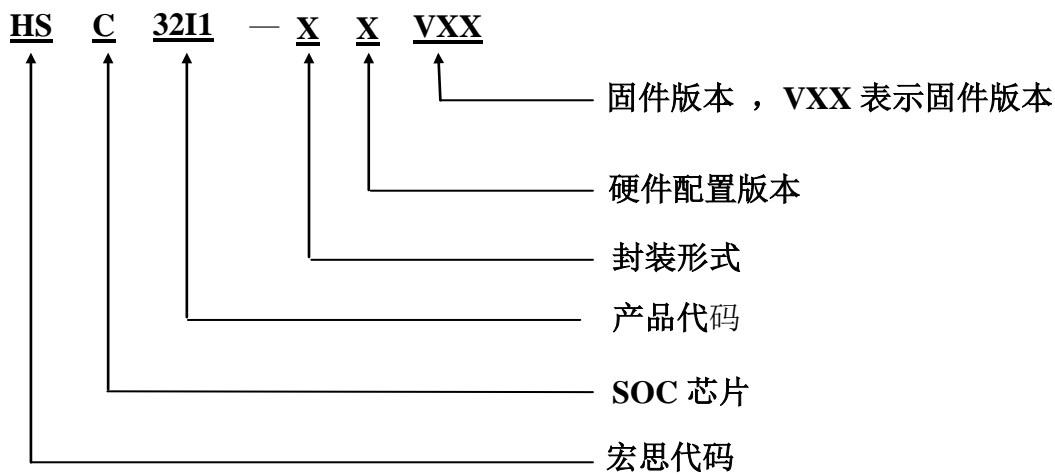 HS C 32I1 — X X VXX
固件版本 ，VXX 表示固件版本
硬件配置版本
封装形式
产品代码
SOC 芯片
宏思代码